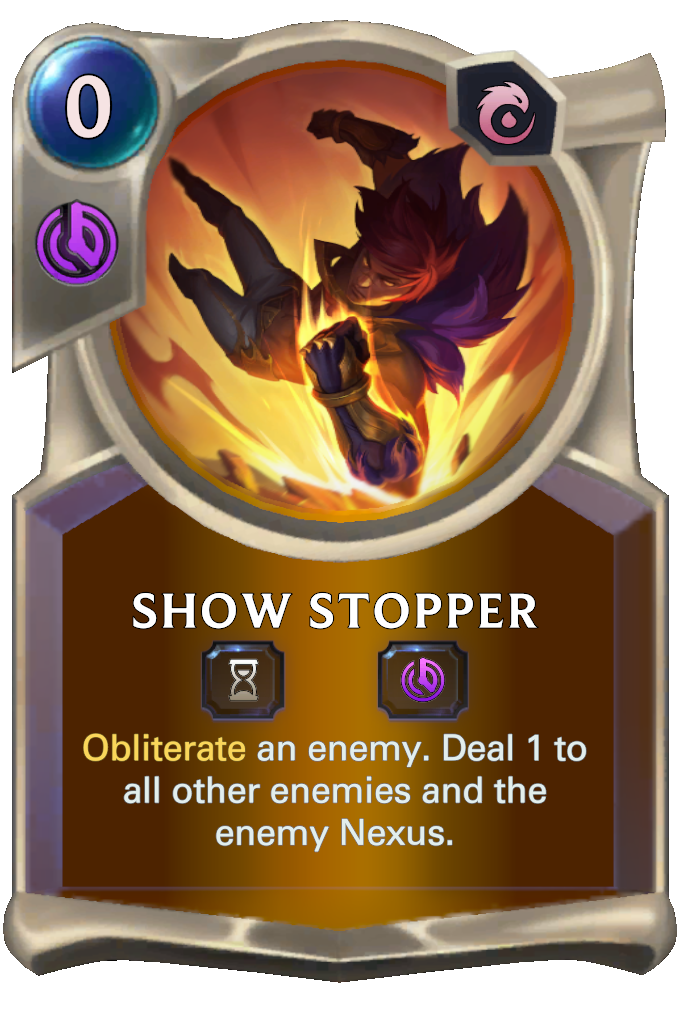 0
SHOW STOPPER
Obliterate an enemy. Deal 1 to
all other enemies and the
enemy Nexus.